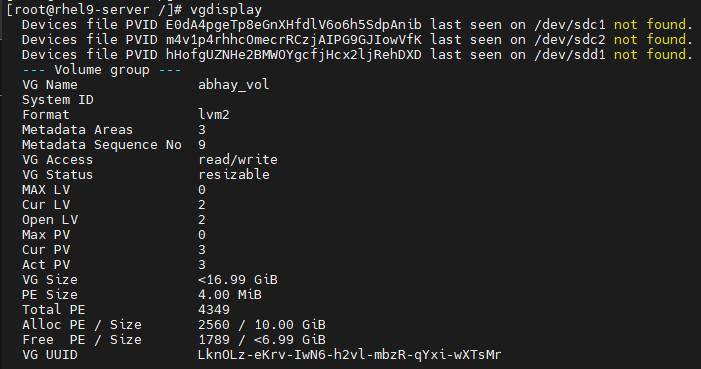 [root@rhel9-server /]# vgdisplay
Devices file PVID E0dA4pgeTp8eGnXHfdlV6o6h5SdpAnib last seen on /dev/sdc1 not found.
Devices file PVID m4v1p4rhhcOmecrRCzjAIPG9GJIowVfK last seen on /dev/sdc2 not found.
Devices file PVID hHofgUZNHe2BMWOYgcfjHcx2ljRehDXD last seen on /dev/sdd1 not found.
--- Volume group ---
VG Name abhay_vol
System ID
Format lvm2
Metadata Areas 3
Metadata Sequence No 9
VG Access read/write
VG Status resizable
MAX LV 0
Cur LV 2
Open LV 2
Max PV 0
Cur PV 3
Act PV 3
VG Size <16.99 GiB
PE Size 4.00 MiB
Total PE 4349
Alloc PE / Size 2560 / 10.00 GiB
Free PE / Size 1789 / <6.99 GiB
VG UUID LknOLz-eKrv-IwN6-h2vl-mbzR-qYxi-wXTsMr